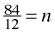 84/12 = n